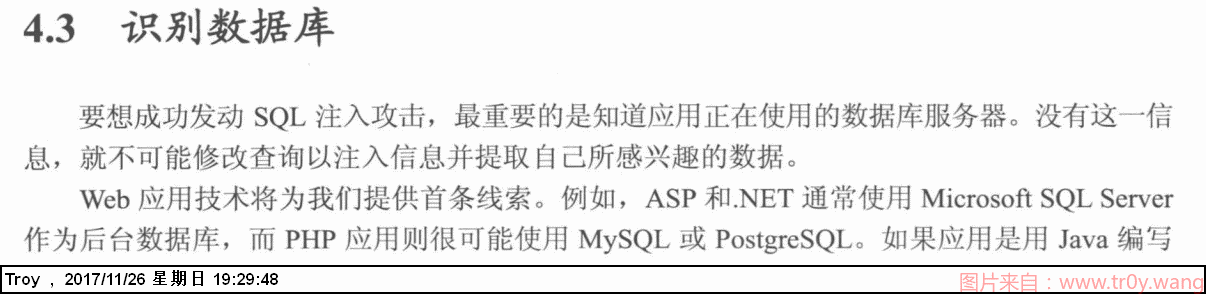 4.3 识别数据库
要想成功发动 SQL 注入攻击，最重要的是知道应用正在使用的数据库服务器。没有这一信
息，就不可能修改查询以注入信息并提取自己所感兴趣的数据。
Web 应用技术将为我们提供首条线索。例如，ASP 和.NET 通常使用 Microsoft SQL Server
作为后台数据库，而 PHP 应用则很可能使用 MySQL 或 PostgreSQL。如果应用是用 Java 编写
Troy , 2017/11/26 星期日 19:29:48
图片来自：www.tr0y.wang